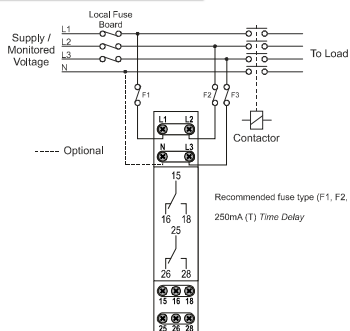 Local Fuse
Board
Supply /
Monitored
Voltage
L1
L2
L3
N
To Load
F1
F2
F3
Contactor
L1 L2
N L3
Optional
15
16 18
25
26 28
Recommended fuse type (F1, F2,
250mA (T) Time Delay
15 16 18
25 26 28